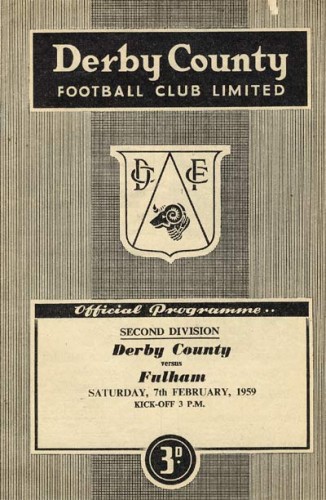 Derby County
FOOTBALL CLUB LIMITED
D C
J F
Official Programme..
SECOND DIVISION
Derby County
versus
Fulham
SATURDAY, 7th FEBRUARY, 1959
KICK-OFF 3 P.M.
3D.